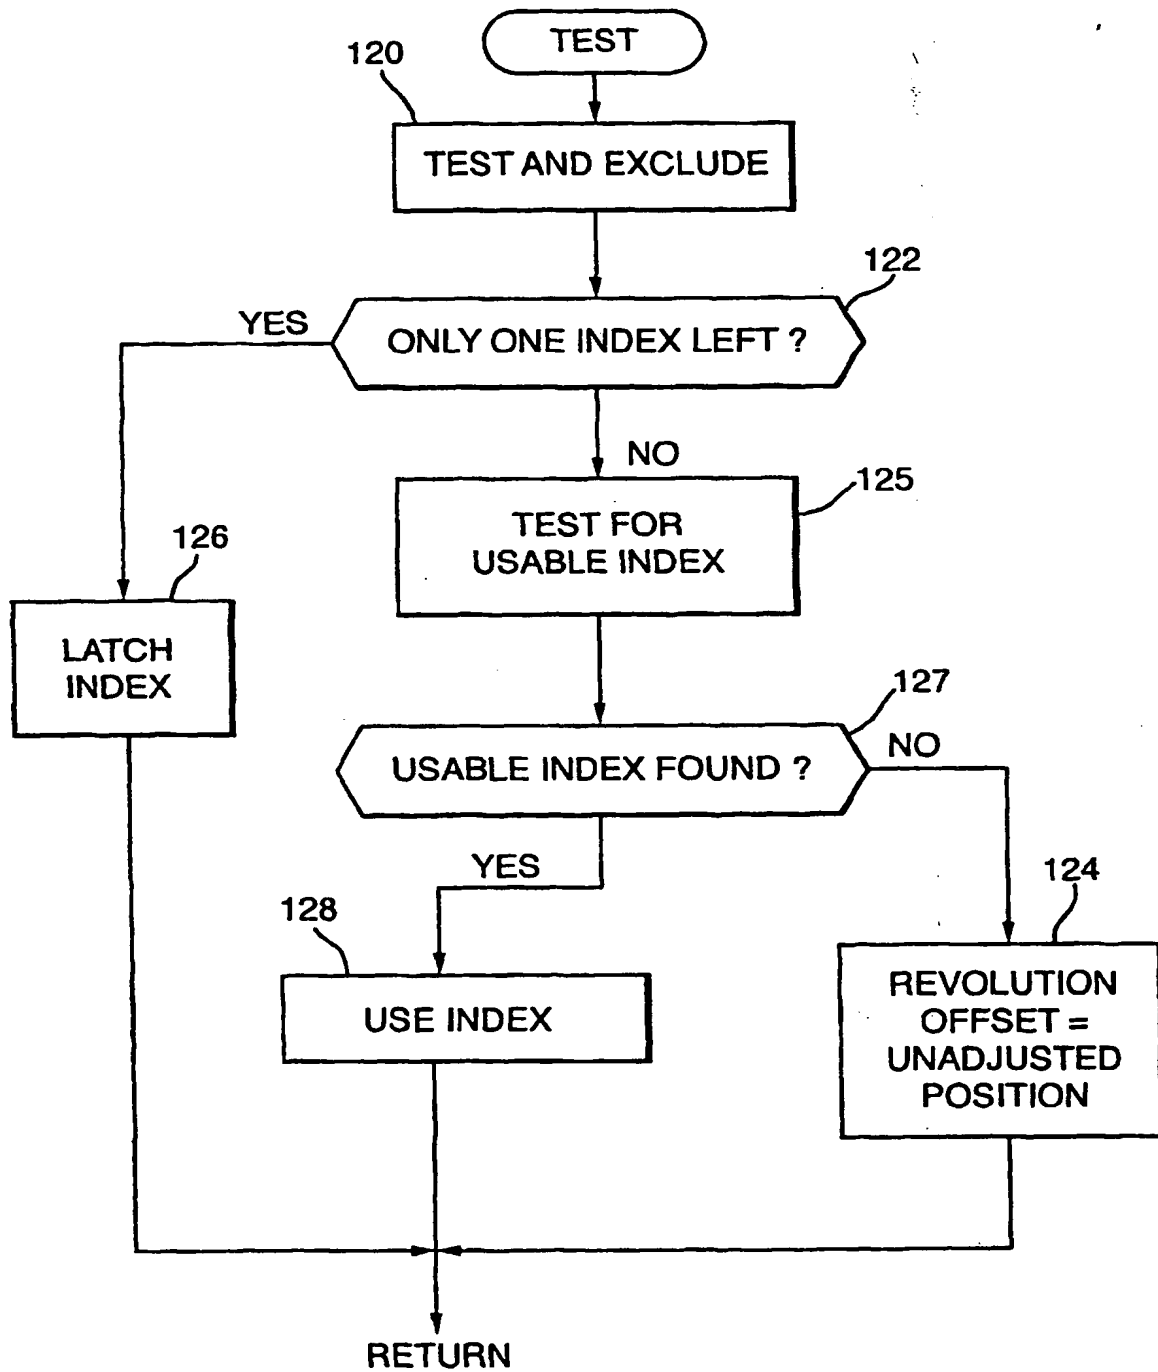 TEST
120
TEST AND EXCLUDE
122
YES
ONLY ONE INDEX LEFT ?
NO
125
TEST FOR
USABLE INDEX
126
LATCH
INDEX
127
USABLE INDEX FOUND ?
NO
YES
124
128
REVOLUTION
OFFSET =
UNADJUSTED
POSITION
USE INDEX
RETURN